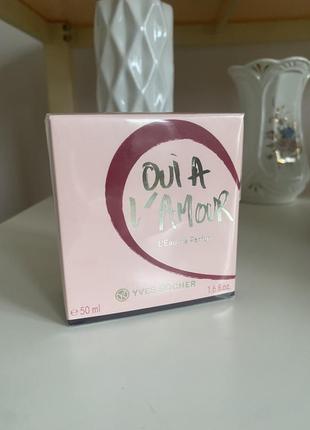 OUI A
L'AMOUR
L'Eau de Parfum
YVES ROCHER
℮ 50 ml 1.6 fl.oz.